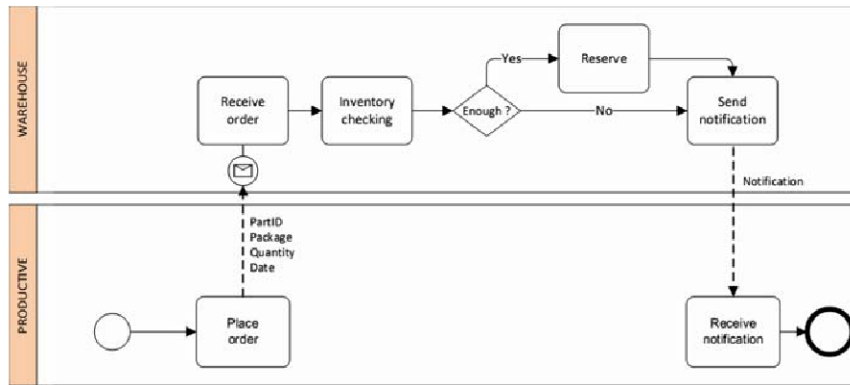 WAREHOUSE
Receive
order
Inventory
checking
Enough ?
Yes
No
Reserve
Send
notification
Notification
PRODUCTIVE
PartID
Package
Quantity
Date
Place
order
Receive
notification